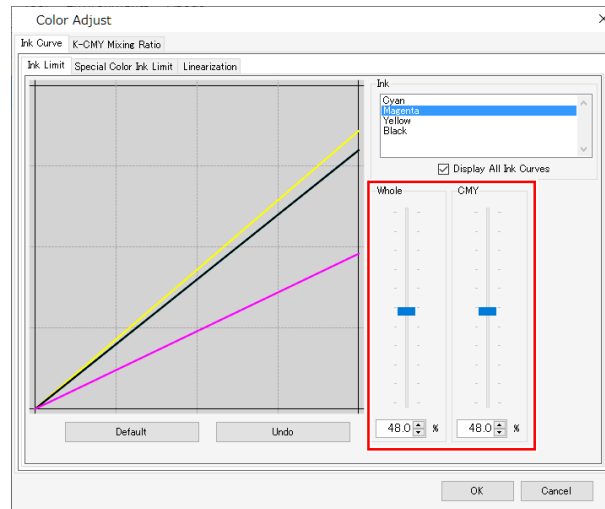 Color Adjust
Ink Curve K-CMY Mixing Ratio
Ink Limit Special Color Ink Limit Linearization
Ink
Cyan
Magenta
Yellow
Black
Display All Ink Curves
Whole CMY
48.0 % 48.0 %
Default Undo
OK Cancel